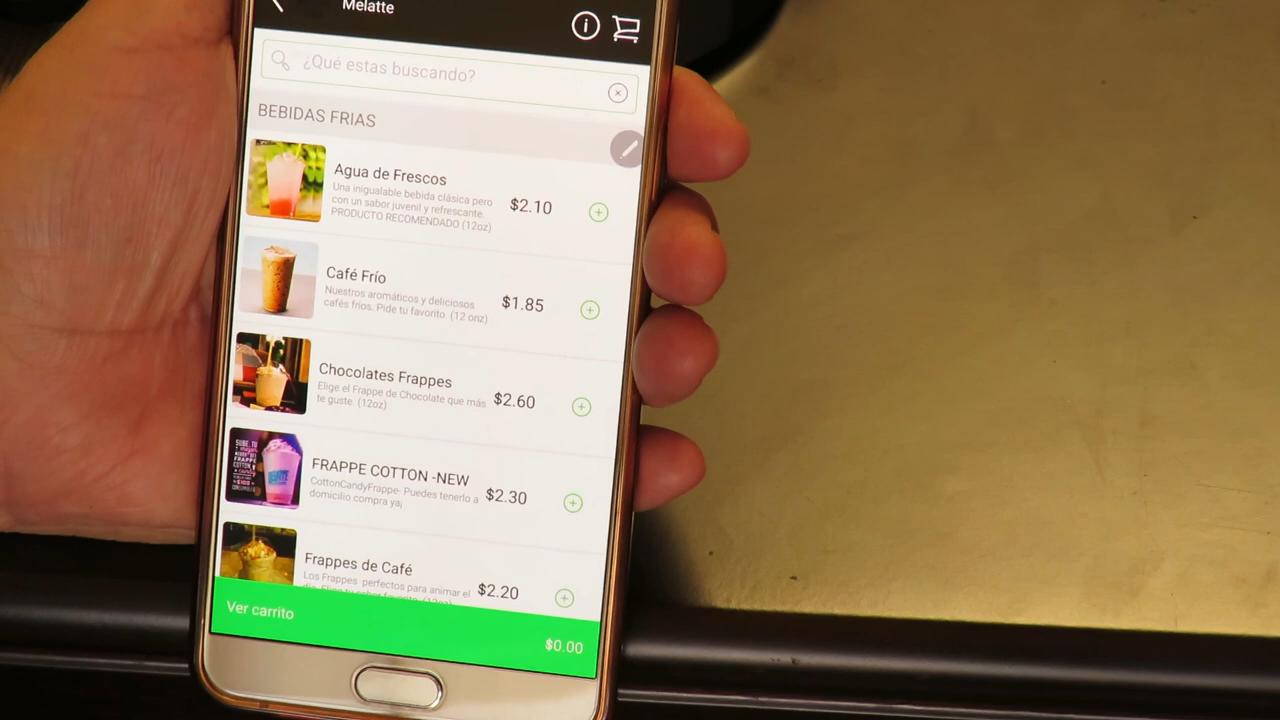 Melatte
¿Qué estas buscando?
BEBIDAS FRIAS
Agua de Frescos
Una inigualable bebida clásica pero
con un sabor juvenil y refrescante.
PRODUCTO RECOMENDADO (12oz)
$2.10
Café Frío
Nuestros aromáticos y deliciosos
cafés fríos. Pide tu favorito (12 onz)
$1.85
Chocolates Frappes
Elige el Frappe de Chocolate que más
te guste. (12oz)
$2.60
SUBE TU
FRAPPE
COTTON
FRAPPE COTTON -NEW
CottonCandyFrappe- Puedes tenerlo a
domicilio compra ya¡
$2.30
Frappes de Café
Los Frappes perfectos para animar el
$2.20
Ver carrito
$0.00